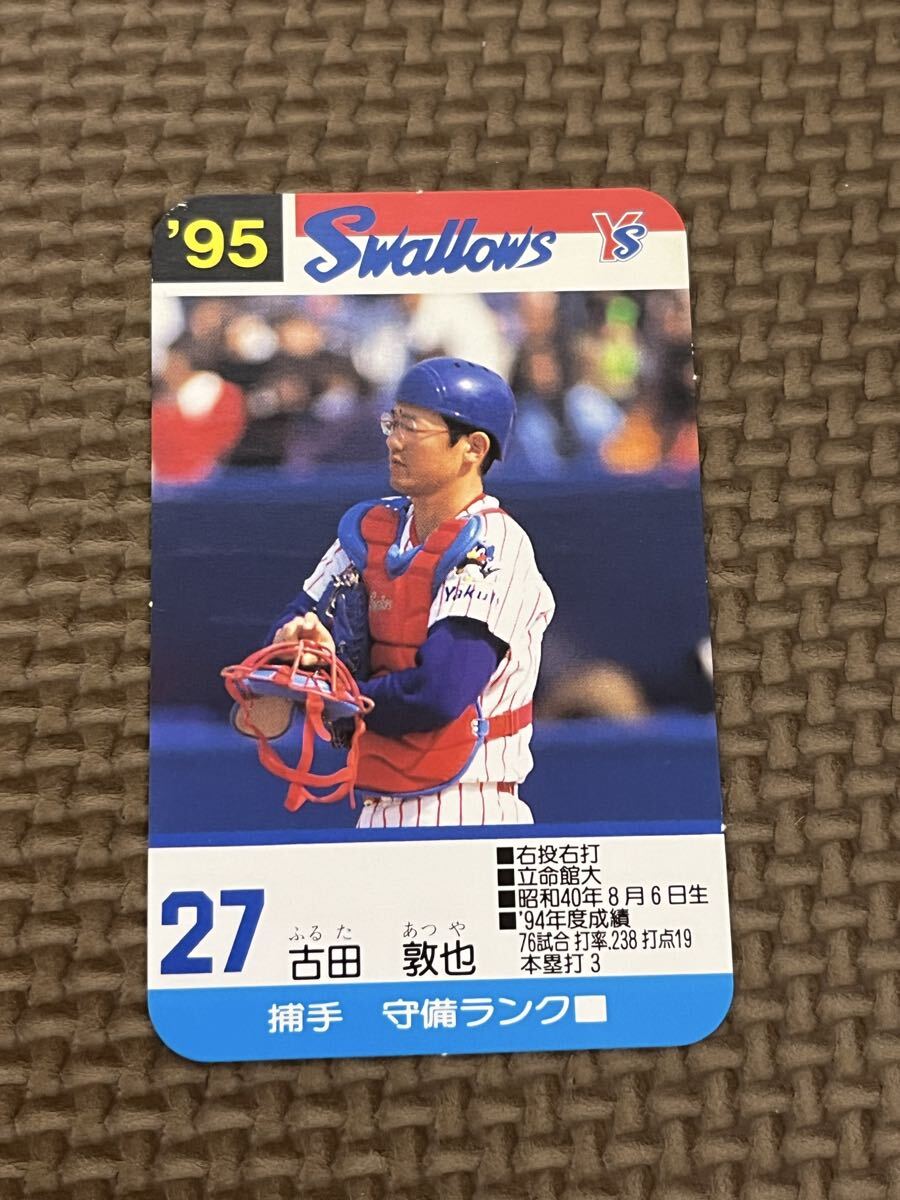 '95
Swallows
YS
Yakult
27
ふるた あつや
古田 敦也
■右投右打
■立命館大
■昭和40年8月6日生
■'94年度成績
76試合 打率.238 打点19
本塁打3
捕手 守備ランク■